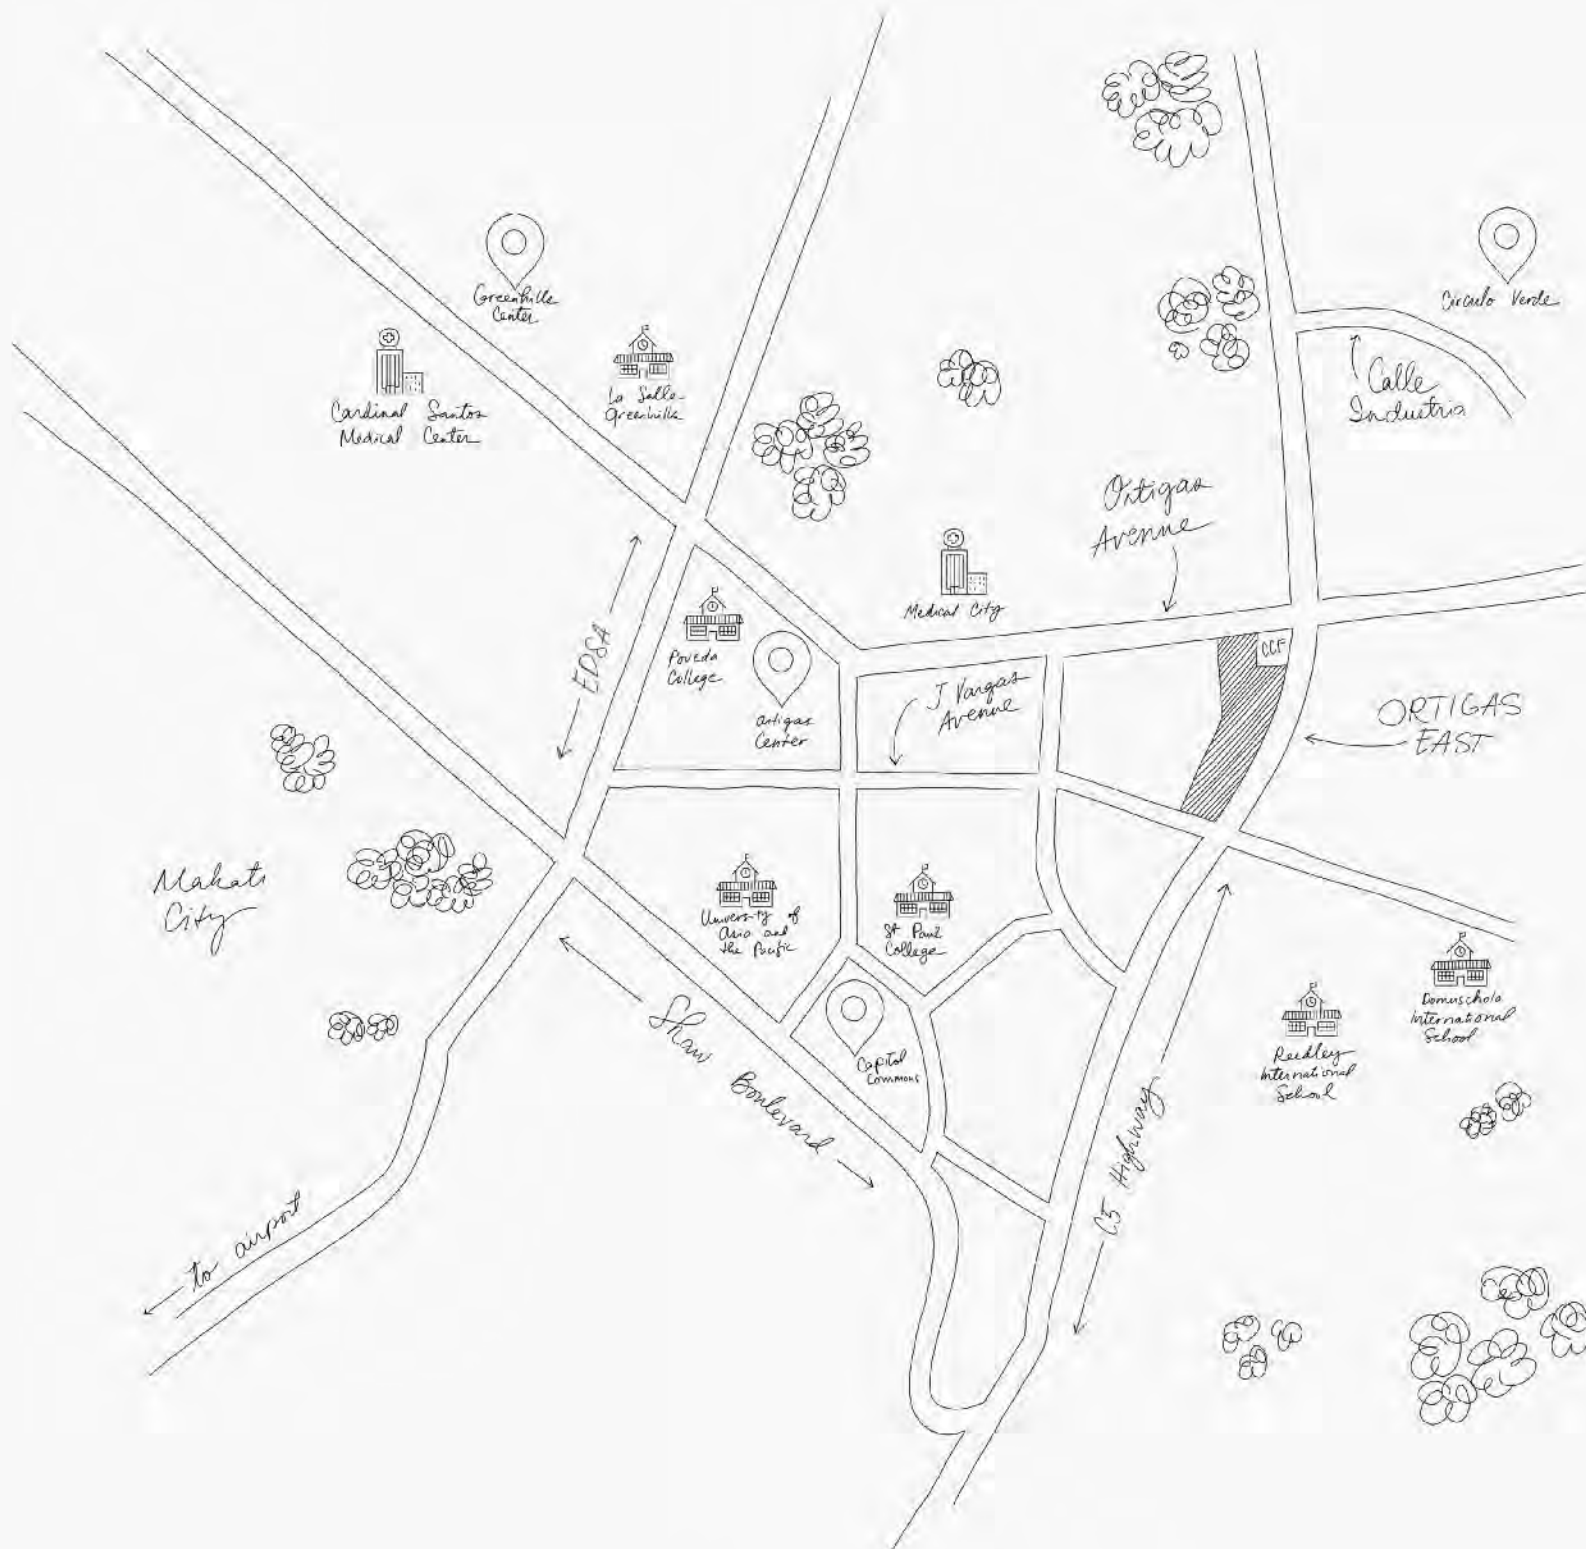 Greenhills
Center
Circulo Verde
La Salle
Greenhills
Cardinal Santos
Medical Center
Calle
Industria
Ortigas
Avenue
Medical City
EDSA
Poveda
College
CCF
Ortigas
Center
J Vargas
Avenue
ORTIGAS
EAST
Makati
City
University of
Asia and
the Pacific
St Paul
College
Domuschola
International
School
Reedley
International
School
Capitol
Commons
Shaw Boulevard
C5 Highway
to airport